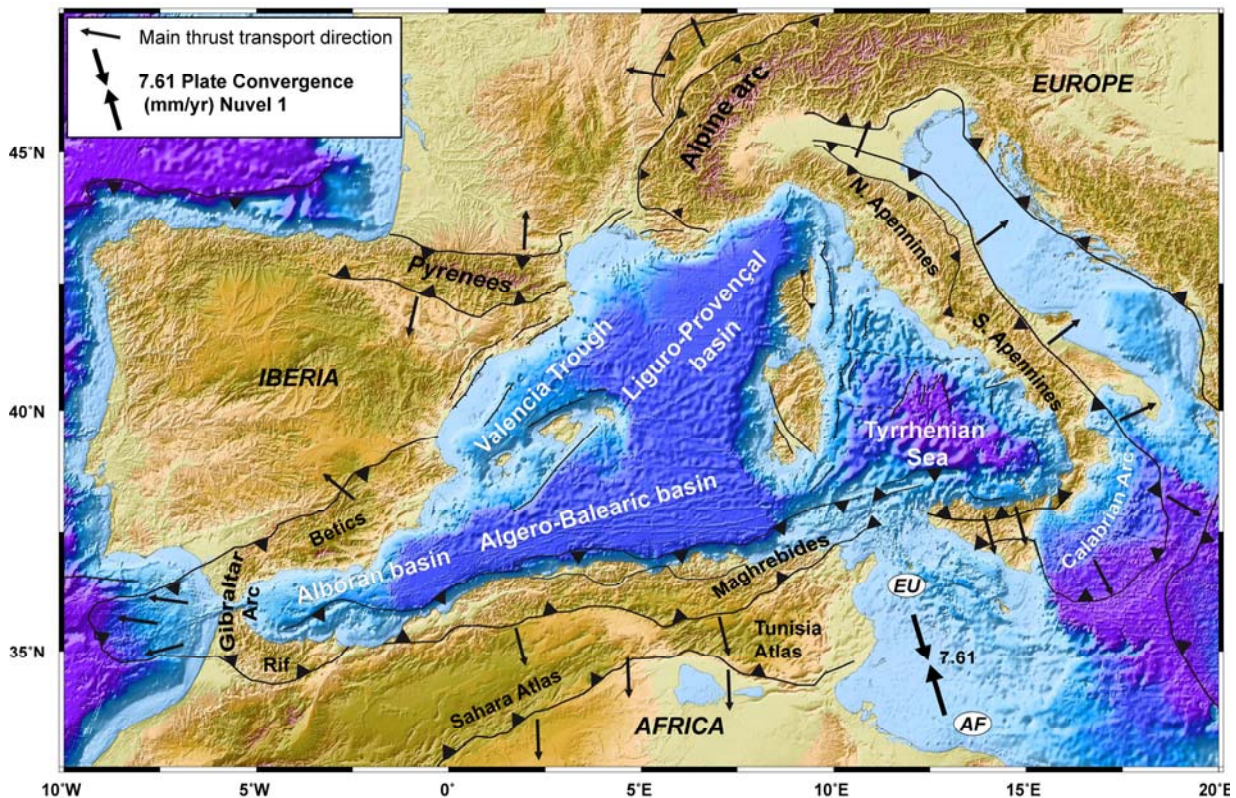 Main thrust transport direction
7.61 Plate Convergence
(mm/yr) Nuvel 1
EUROPE
Alpine arc
45°N
N. Apennines
Pyrenees
Liguro-Provençal
basin
S. Apennines
IBERIA
Valencia Trough
40°N
Tyrrhenian
Sea
Algero-Balearic basin
Betics
Calabrian Arc
Alboran basin
Maghrebides
Gibraltar
Arc
EU
35°N
Rif
Tunisia
Atlas
7.61
Sahara Atlas
AFRICA
AF
10°W
5°W
0°
5°E
10°E
15°E
20°E